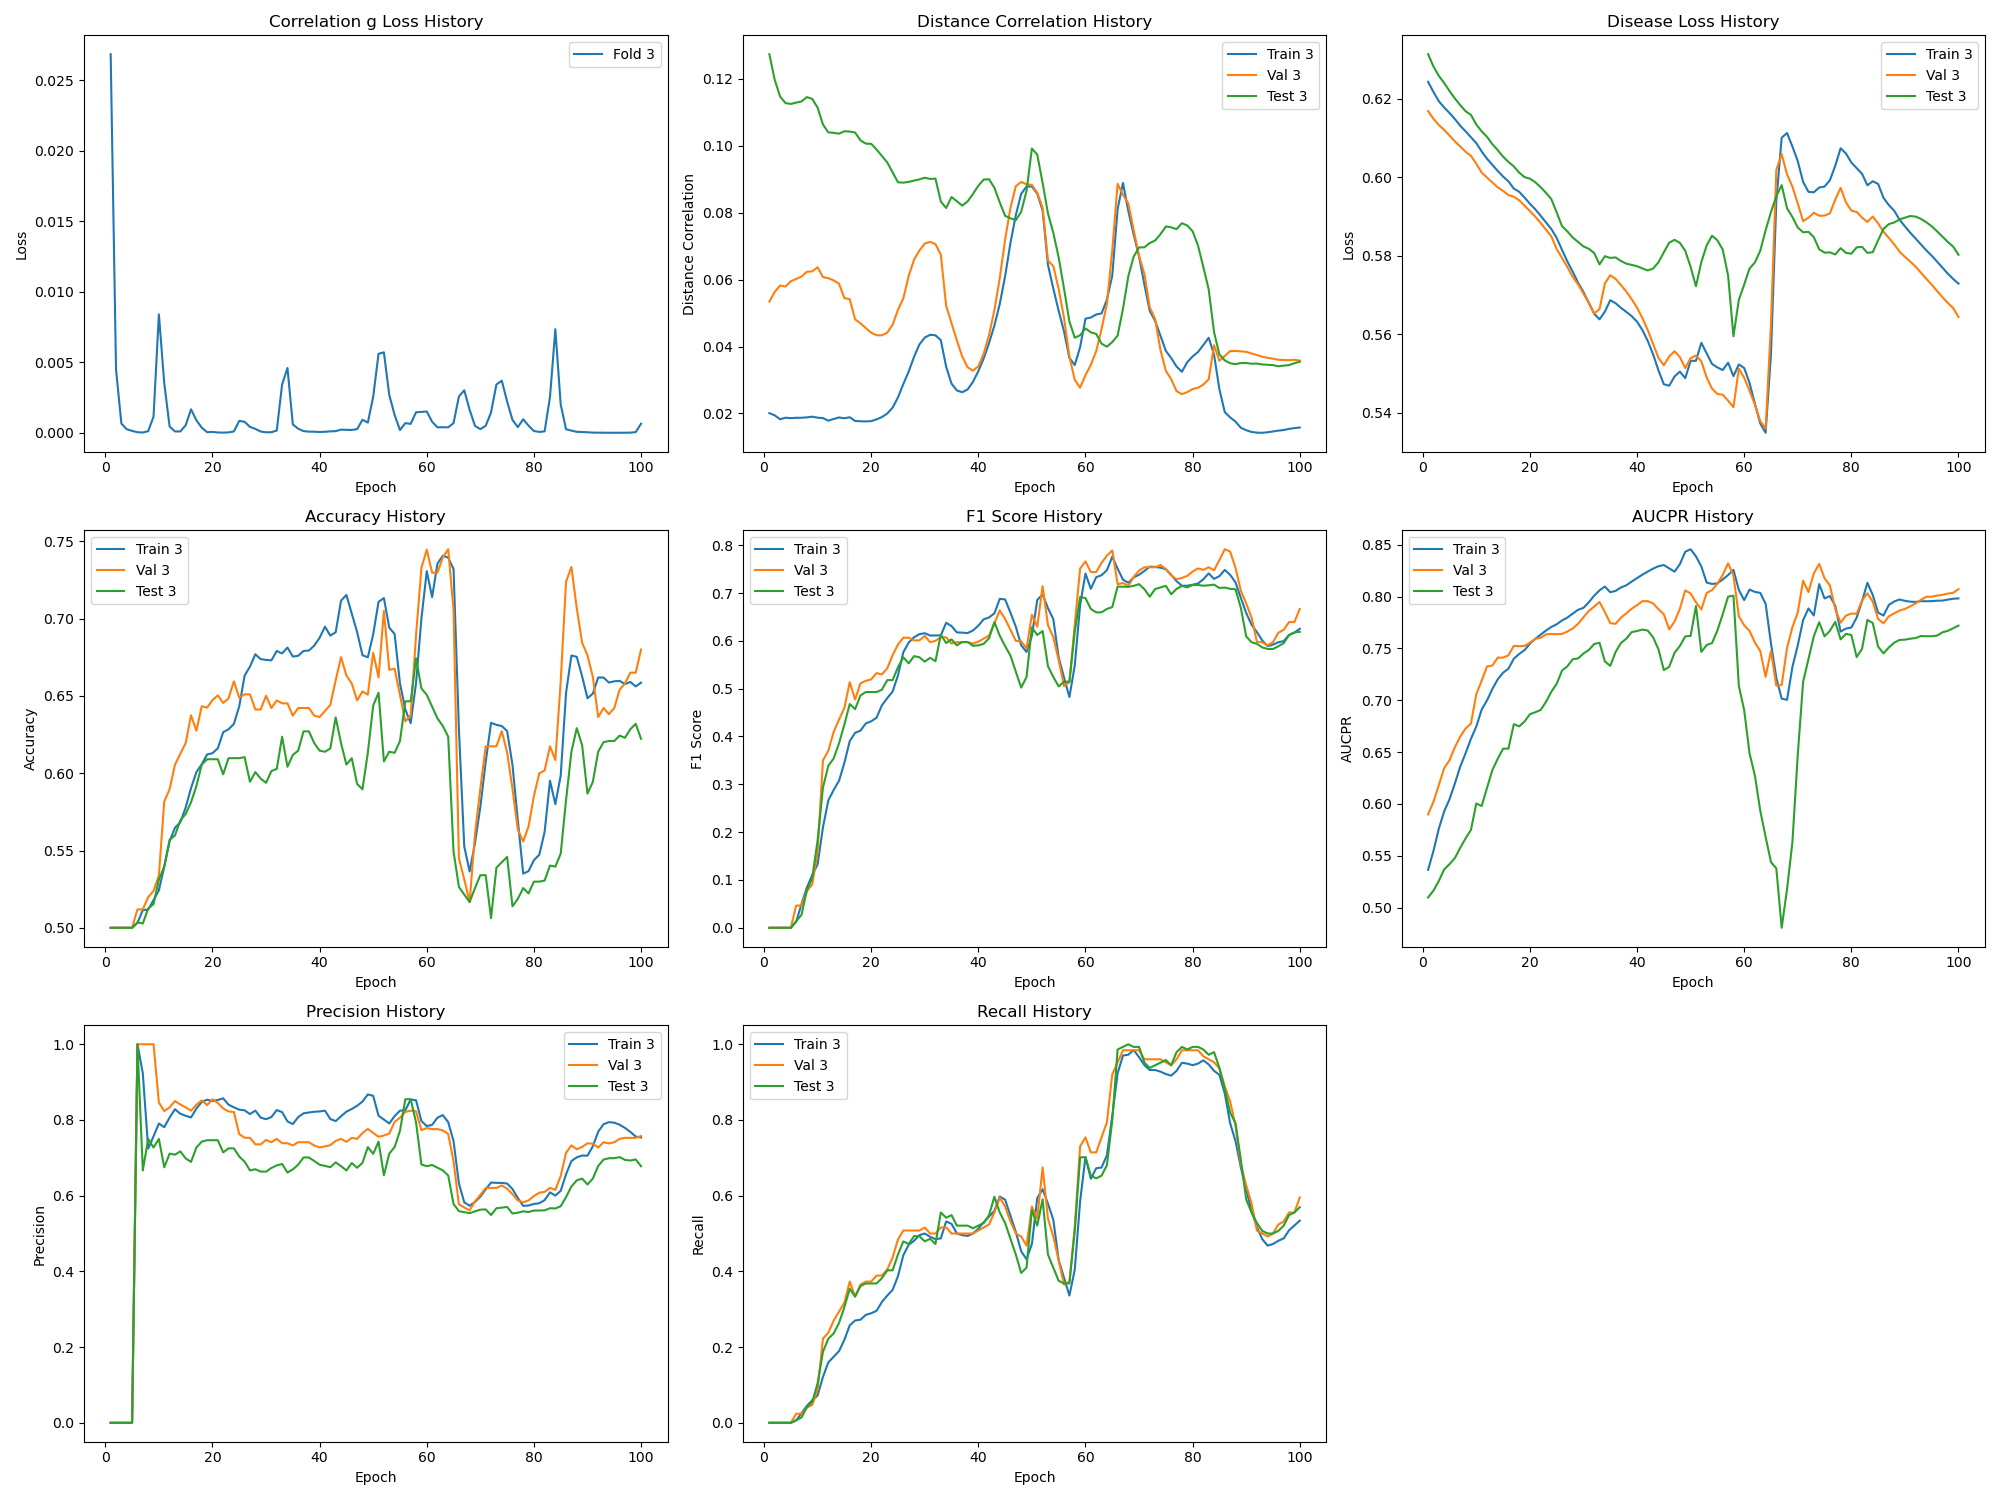 Correlation g Loss History
Fold 3
0.025
0.020
0.015
0.010
0.005
0.000
Loss
0 20 40 60 80 100
Epoch
Distance Correlation History
Train 3
Val 3
Test 3
0.12
0.10
0.08
0.06
0.04
0.02
Distance Correlation
0 20 40 60 80 100
Epoch
Disease Loss History
Train 3
Val 3
Test 3
0.62
0.60
0.58
0.56
0.54
Loss
0 20 40 60 80 100
Epoch
Accuracy History
Train 3
Val 3
Test 3
0.75
0.70
0.65
0.60
0.55
0.50
Accuracy
0 20 40 60 80 100
Epoch
F1 Score History
Train 3
Val 3
Test 3
0.8
0.7
0.6
0.5
0.4
0.3
0.2
0.1
0.0
F1 Score
0 20 40 60 80 100
Epoch
AUCPR History
Train 3
Val 3
Test 3
0.85
0.80
0.75
0.70
0.65
0.60
0.55
0.50
AUCPR
0 20 40 60 80 100
Epoch
Precision History
Train 3
Val 3
Test 3
1.0
0.8
0.6
0.4
0.2
0.0
Precision
0 20 40 60 80 100
Epoch
Recall History
Train 3
Val 3
Test 3
1.0
0.8
0.6
0.4
0.2
0.0
Recall
0 20 40 60 80 100
Epoch